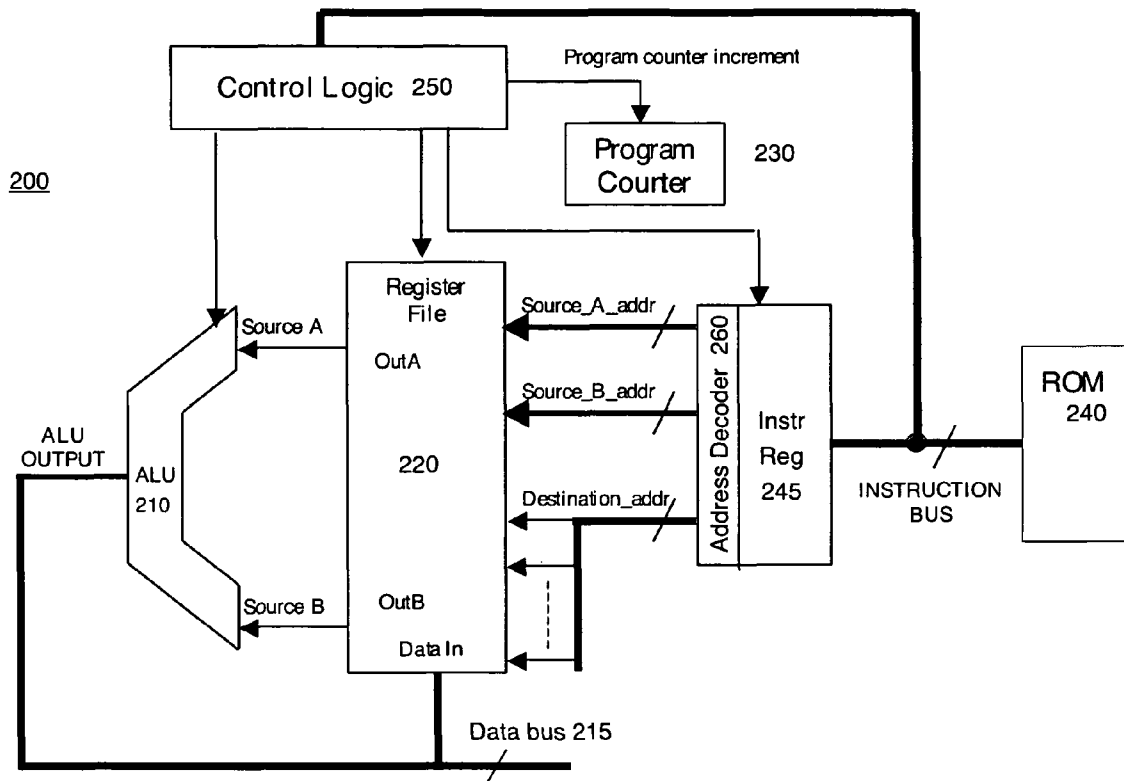 Program counter increment
Control Logic 250
Program
Courter
230
200
Register
File
Source A
OutA
Source_A_addr
Source_B_addr
Address Decoder 260
Instr
Reg
245
ROM
240
ALU
OUTPUT
ALU
210
220
INSTRUCTION
BUS
Destination_addr
Source B
OutB
Data In
Data bus 215